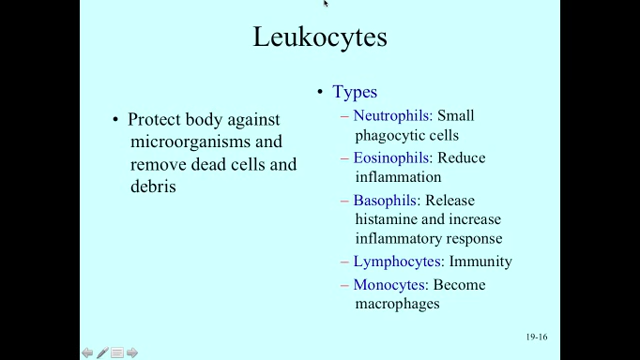 Leukocytes
• Protect body against
microorganisms and
remove dead cells and
debris
• Types
– Neutrophils: Small
phagocytic cells
– Eosinophils: Reduce
inflammation
– Basophils: Release
histamine and increase
inflammatory response
– Lymphocytes: Immunity
– Monocytes: Become
macrophages
19-16